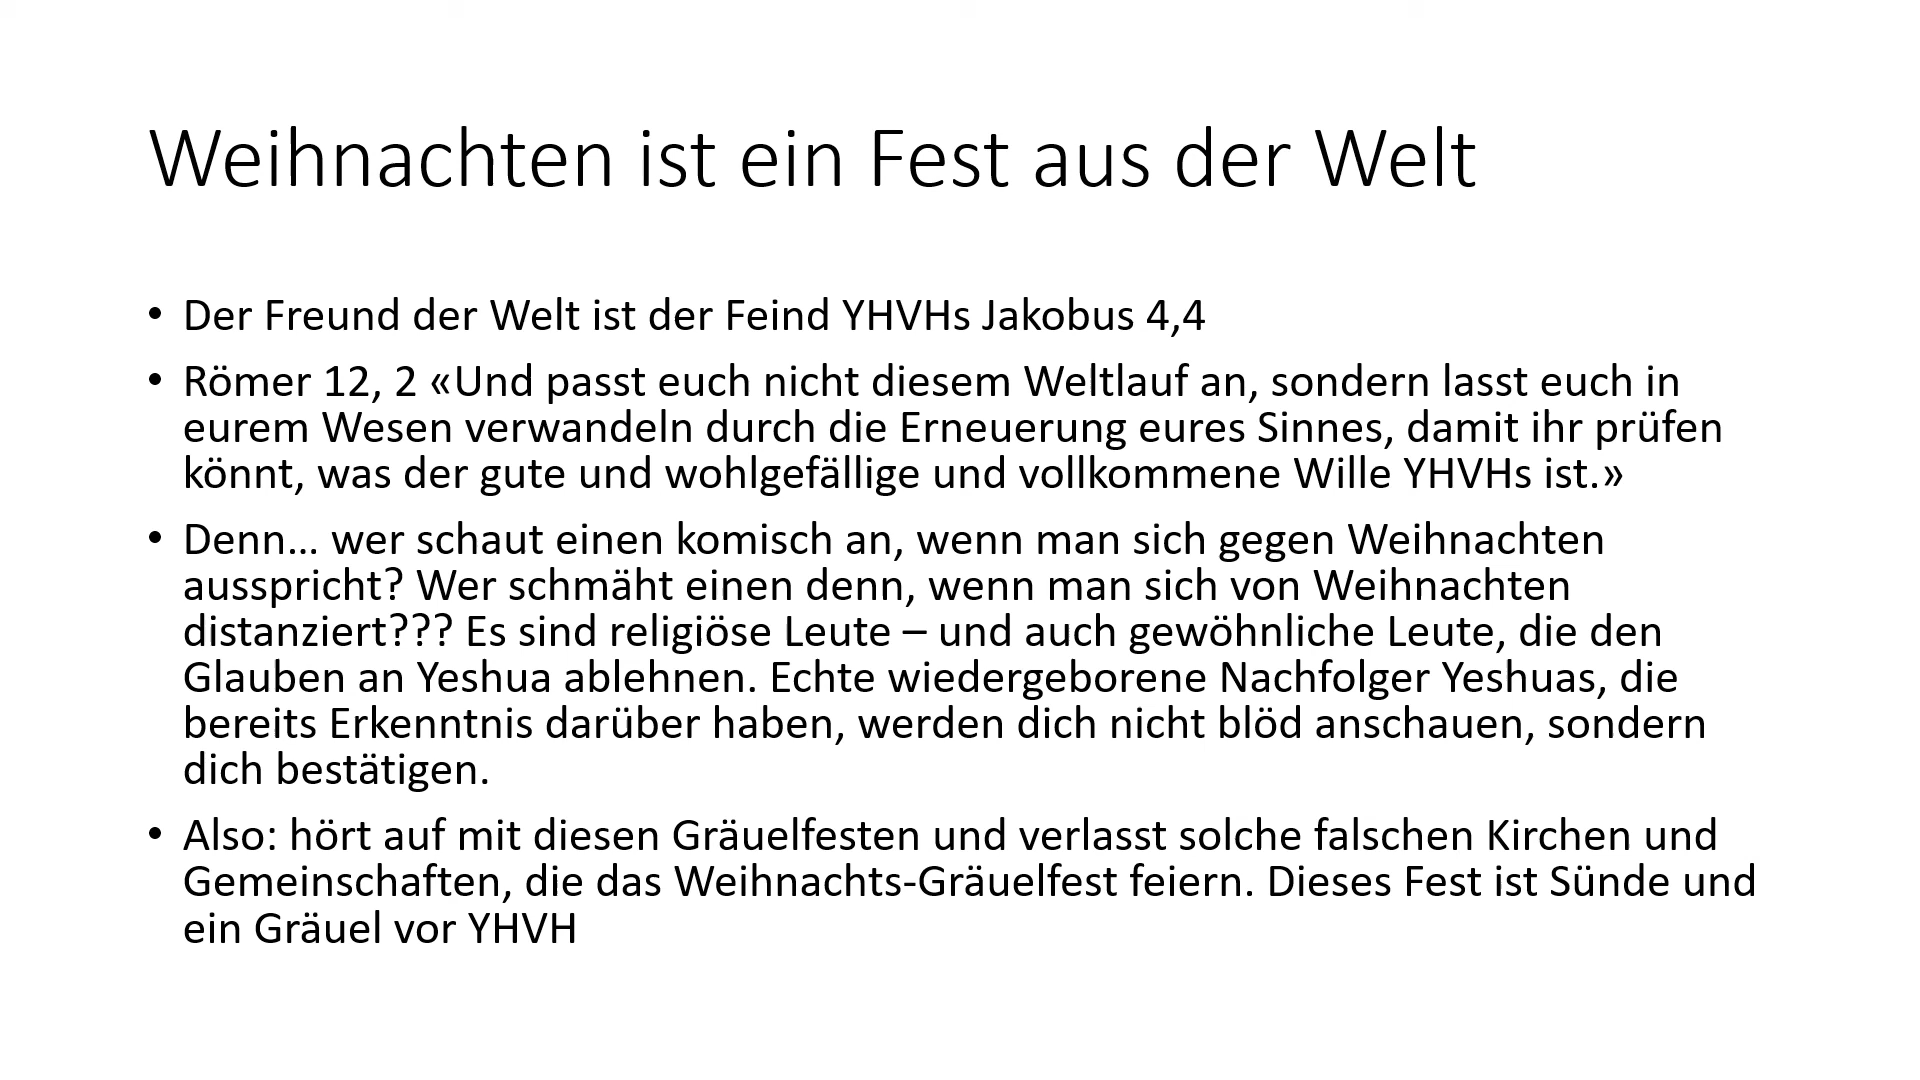 Weihnachten ist ein Fest aus der Welt
• Der Freund der Welt ist der Feind YHVHs Jakobus 4,4
• Römer 12, 2 «Und passt euch nicht diesem Weltlauf an, sondern lasst euch in
eurem Wesen verwandeln durch die Erneuerung eures Sinnes, damit ihr prüfen
könnt, was der gute und wohlgefällige und vollkommene Wille YHVHs ist.»
• Denn… wer schaut einen komisch an, wenn man sich gegen Weihnachten
ausspricht? Wer schmäht einen denn, wenn man sich von Weihnachten
distanziert??? Es sind religiöse Leute – und auch gewöhnliche Leute, die den
Glauben an Yeshua ablehnen. Echte wiedergeborene Nachfolger Yeshuas, die
bereits Erkenntnis darüber haben, werden dich nicht blöd anschauen, sondern
dich bestätigen.
• Also: hört auf mit diesen Gräuelfesten und verlasst solche falschen Kirchen und
Gemeinschaften, die das Weihnachts-Gräuelfest feiern. Dieses Fest ist Sünde und
ein Gräuel vor YHVH